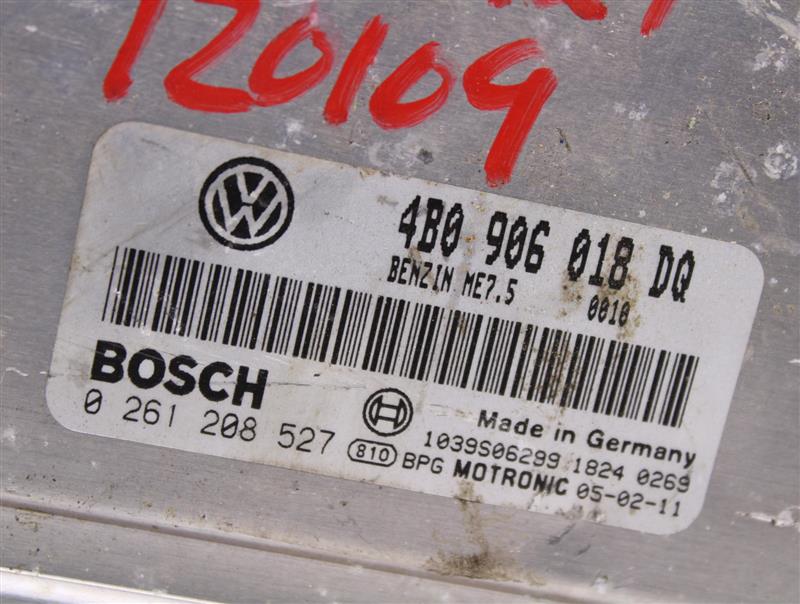 120109
4B0 906 018 DQ
BENZIN ME7.5 0010
BOSCH
0 261 208 527
Made in Germany
1039S06299 1824 0269
810 BPG MOTRONIC 05-02-11